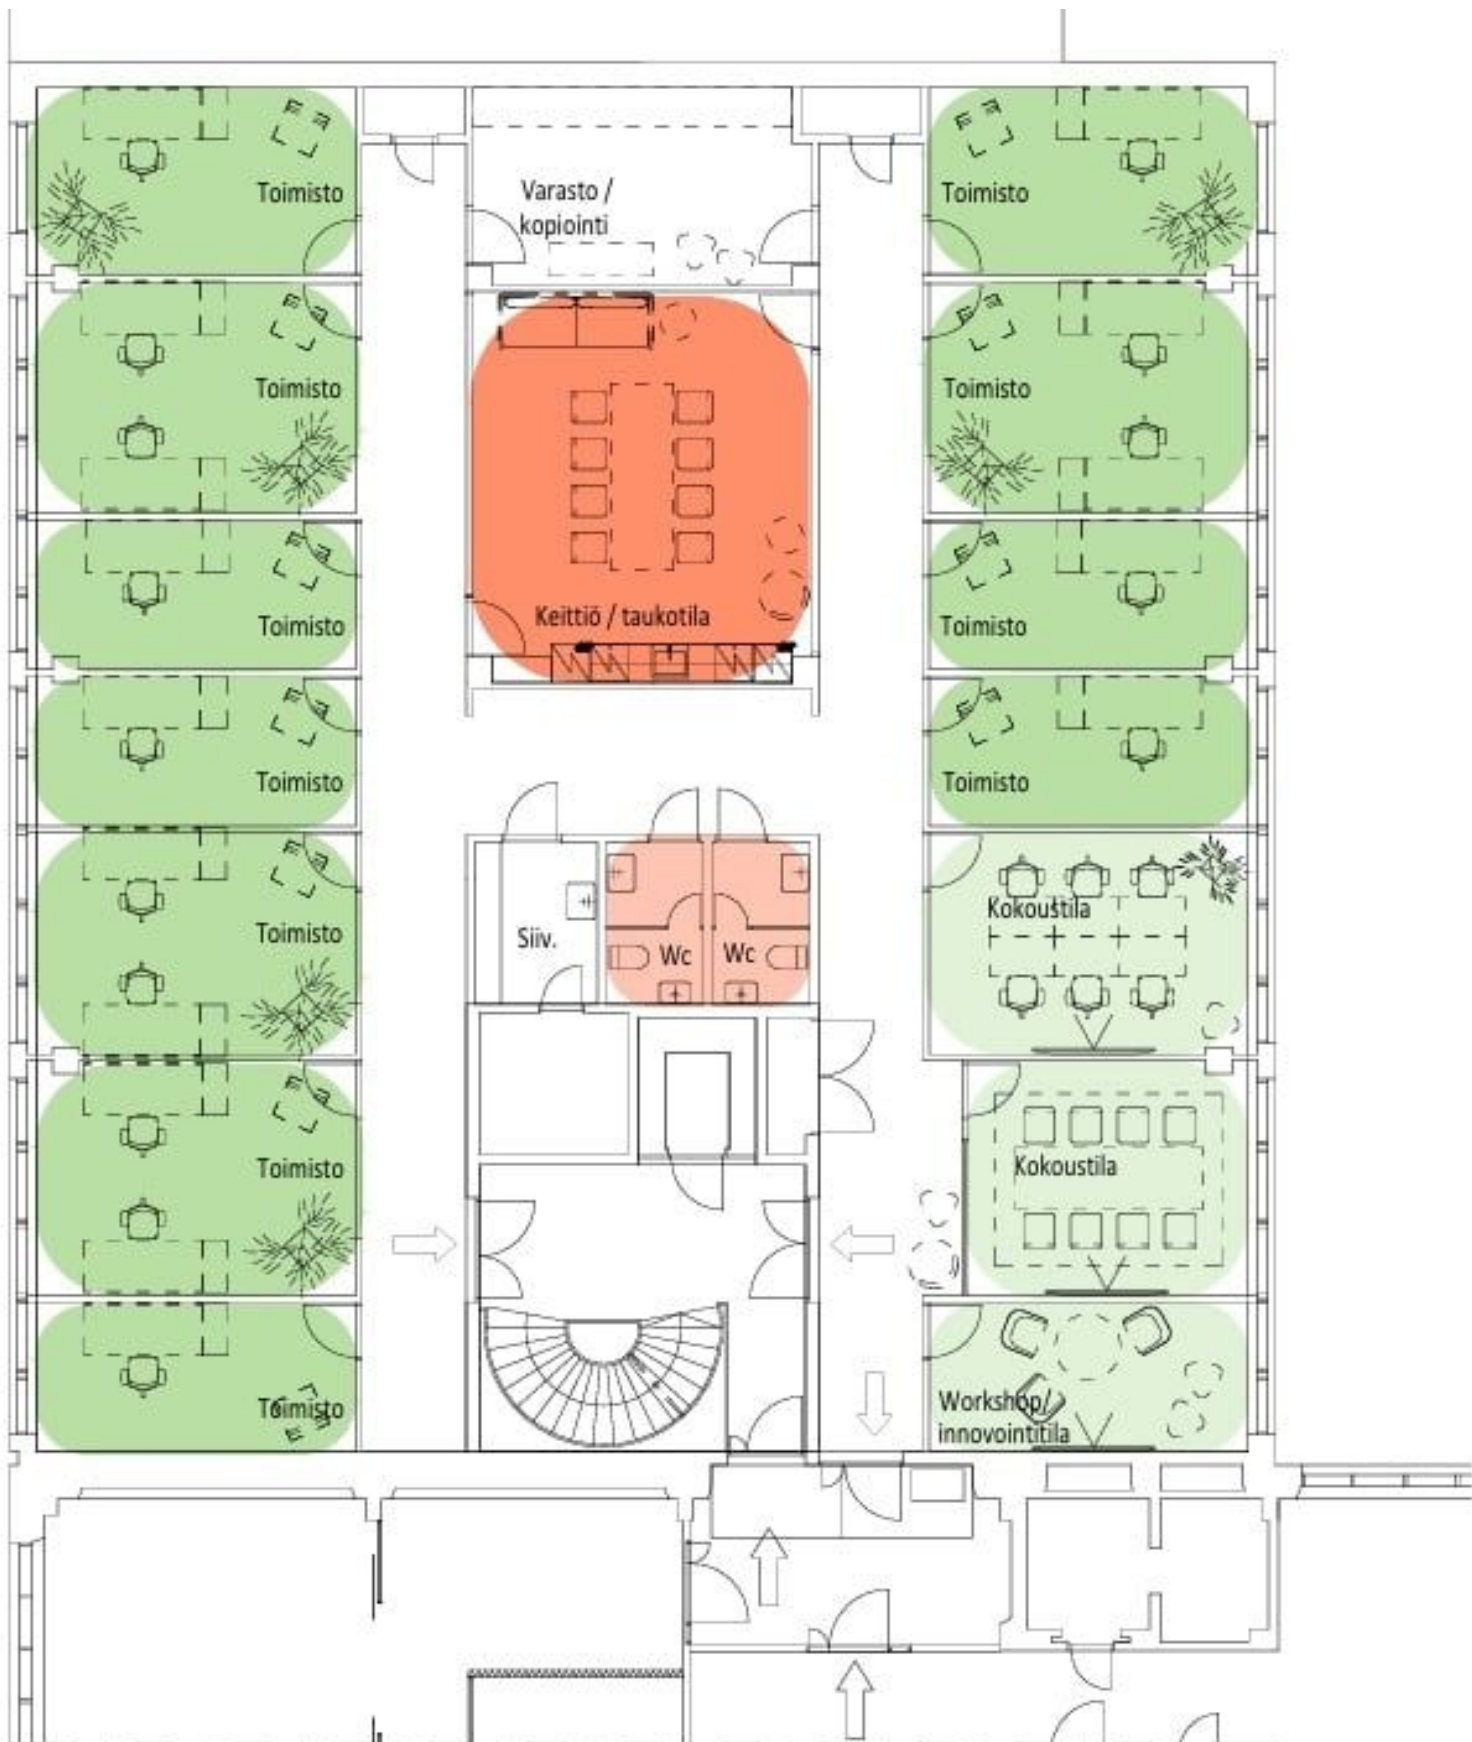 Toimisto
Varasto /
kopiointi
Toimisto
Toimisto
Toimisto
Toimisto
Keittiö / taukotila
Toimisto
Toimisto
Toimisto
Toimisto
Siiv.
Wc
Wc
Kokoustila
Toimisto
Kokoustila
Toimisto
Workshop/
innovointitila